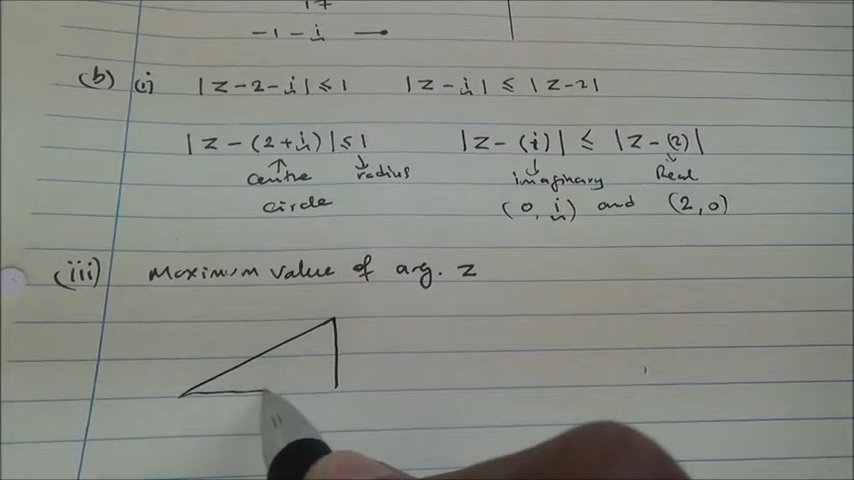 -1-i
(b) (i) |z-2-i| ≤ 1 |z-i| ≤ |z-2|
|z-(2+i)| ≤ 1 |z-(i)| ≤ |z-(2)|
↑ ↓ ↓ ↓
centre radius imaginary Real
circle (0, i) and (2, 0)
(iii) Maximum value of arg. z